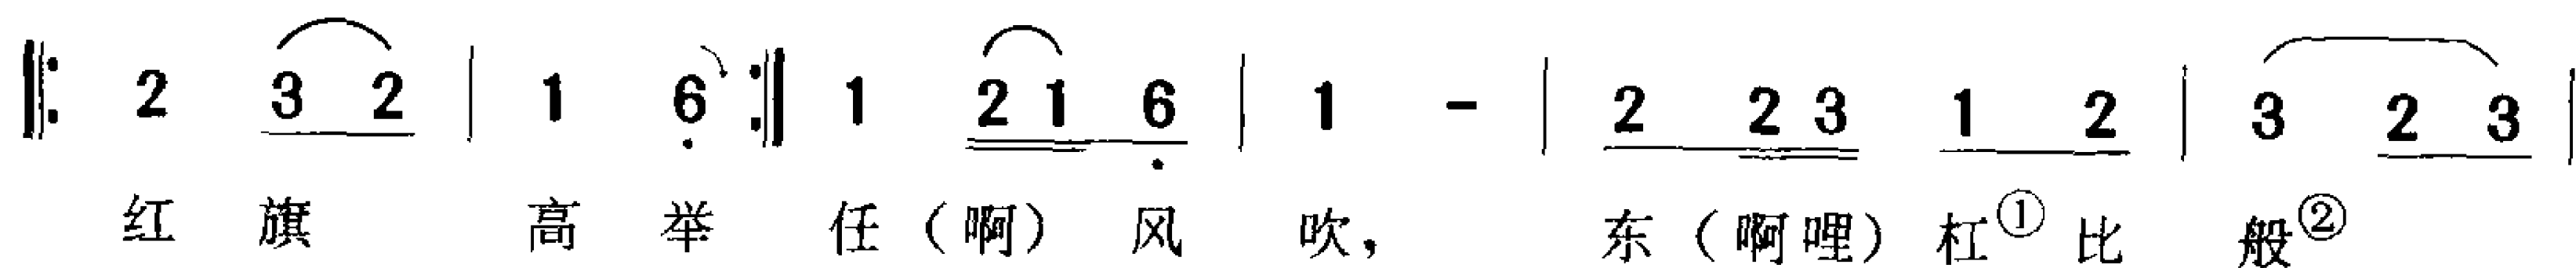 2 3 2 | 1 6 1 2 1 6 | 1 - | 2 2 3 1 2 | 3 2 3 |
红 旗 高 举 任（啊）风 吹， 东（啊哩）杠① 比 般②